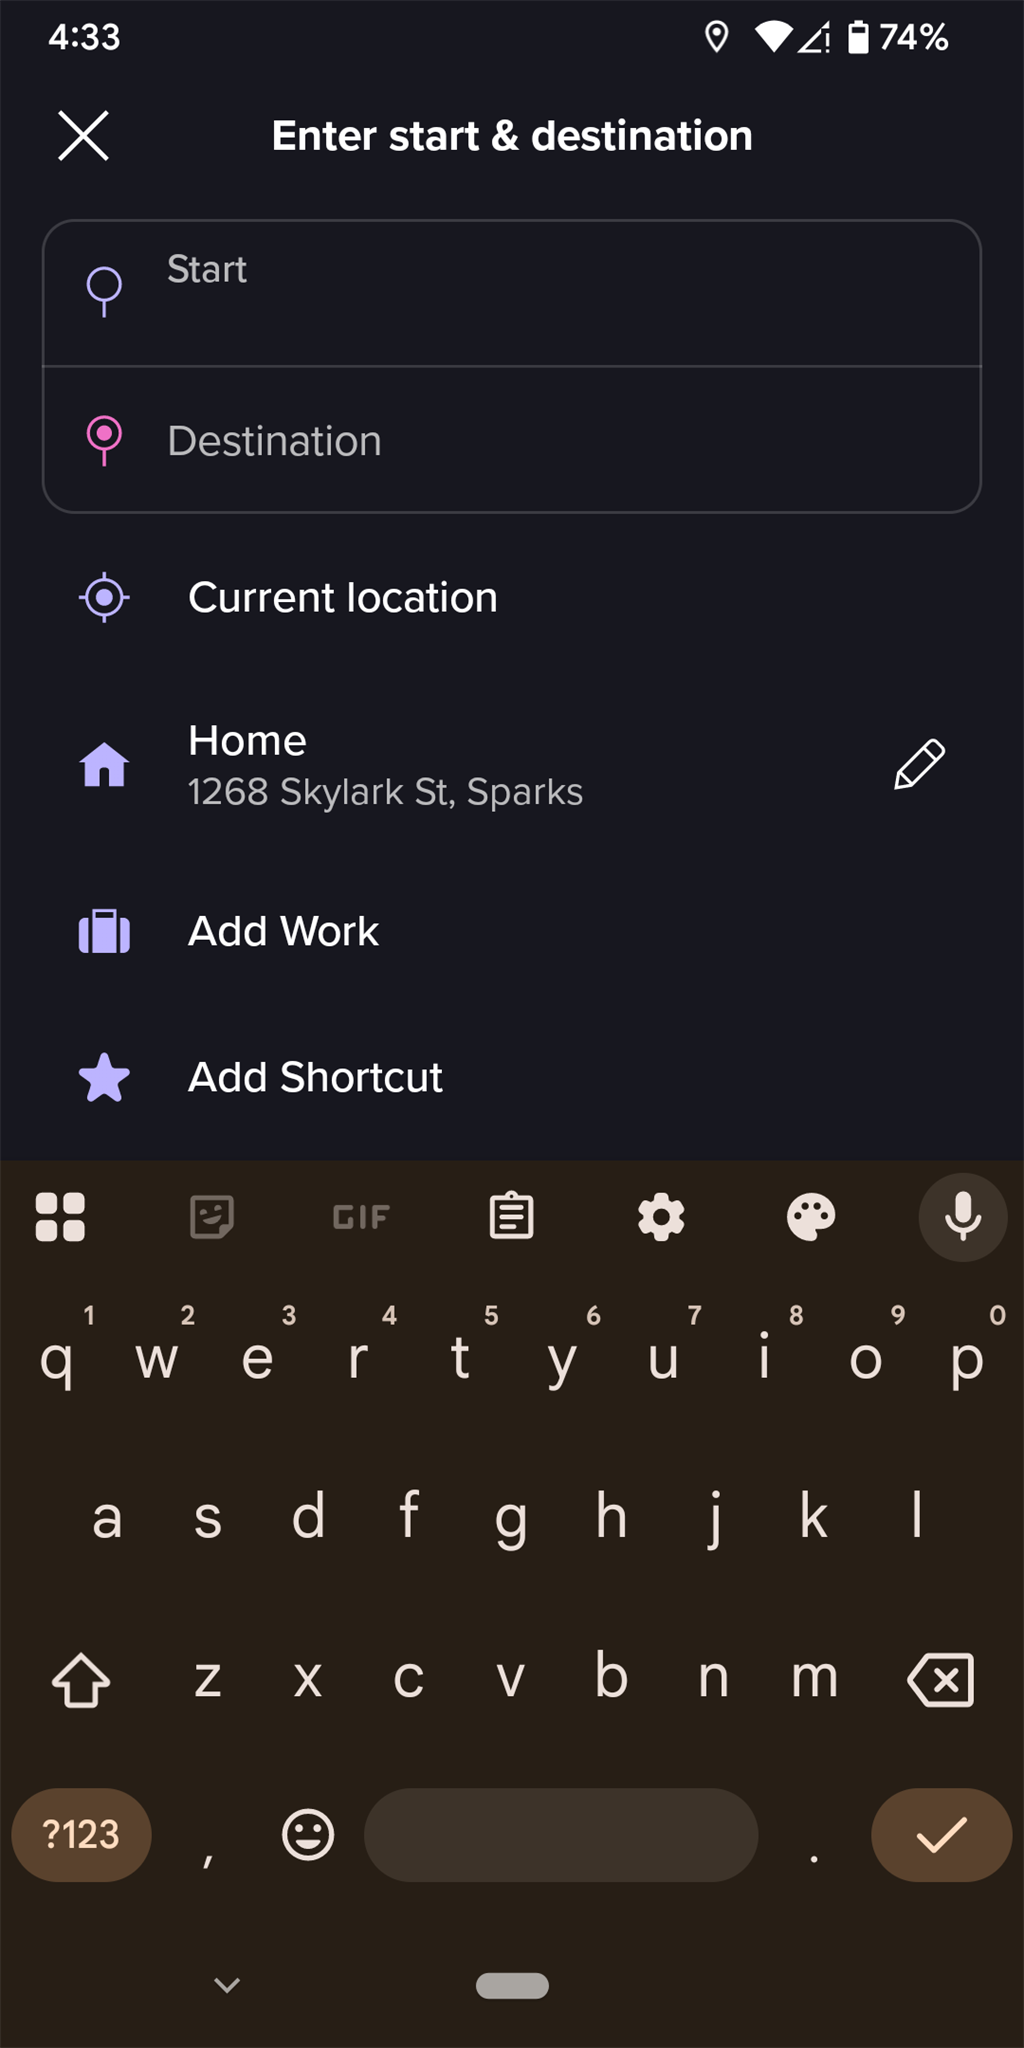 4:33
74%
Enter start & destination
Start
Destination
Current location
Home
1268 Skylark St, Sparks
Add Work
Add Shortcut
GIF
1 2 3 4 5 6 7 8 9 0
q w e r t y u i o p
a s d f g h j k l
z x c v b n m
?123 , .